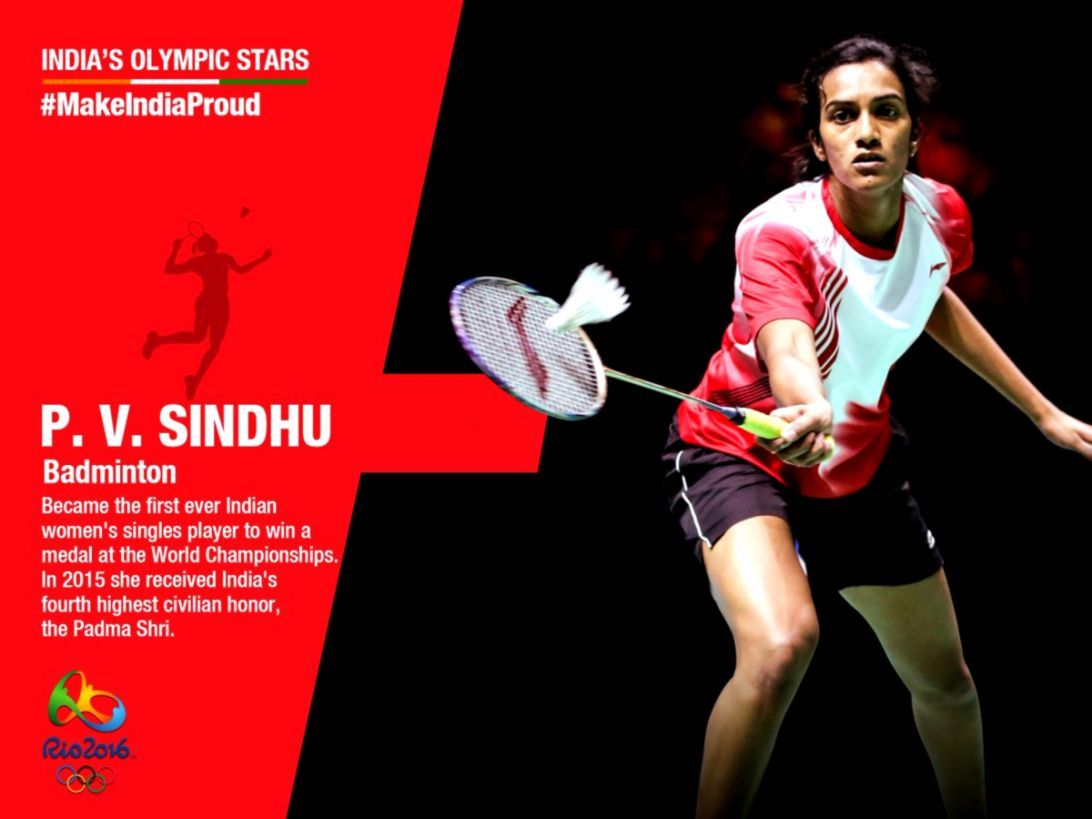 INDIA'S OLYMPIC STARS
#MakeIndiaProud
P. V. SINDHU
Badminton
Became the first ever Indian
women's singles player to win a
medal at the World Championships.
In 2015 she received India's
fourth highest civilian honor,
the Padma Shri.
Rio2016